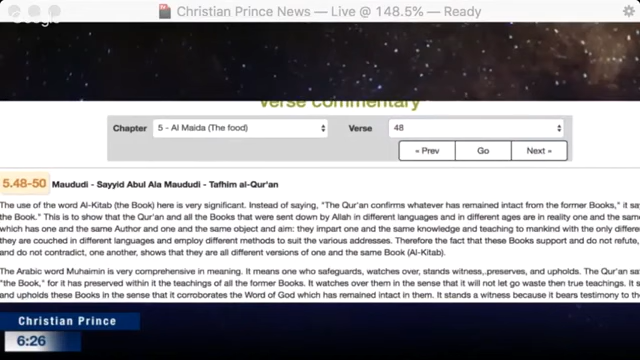 Christian Prince News — Live @ 148.5% — Ready
Google
Verse commentary
Chapter 5 - Al Maida (The food) Verse 48
« Prev Go Next »
5.48-50 Maududi - Sayyid Abul Ala Maududi - Tafhim al-Qur'an
The use of the word Al-Kitab (the Book) here is very significant. Instead of saying, "The Qur'an confirms whatever has remained intact from the former Books," it sa
the Book." This is to show that the Qur'an and all the Books that were sent down by Allah in different languages and in different ages are in reality one and the same
which has one and the same Author and one and the same object and aim: they impart one and the same knowledge and teaching to mankind with the only differe
they are couched in different languages and employ different methods to suit the various addresses. Therefore the fact that these Books support and do not refute,
and do not contradict, one another, shows that they are all different versions of one and the same Book (Al-Kitab).
The Arabic word Muhaimin is very comprehensive in meaning. It means one who safeguards, watches over, stands witness, preserves, and upholds. The Qur'an sa
"the Book," for it has preserved within it the teachings of all the former Books. It watches over them in the sense that it will not let go waste then true teachings. It s
and upholds these Books in the sense that it corroborates the Word of God which has remained intact in them. It stands a witness because it bears testimony to the
Christian Prince
6:26